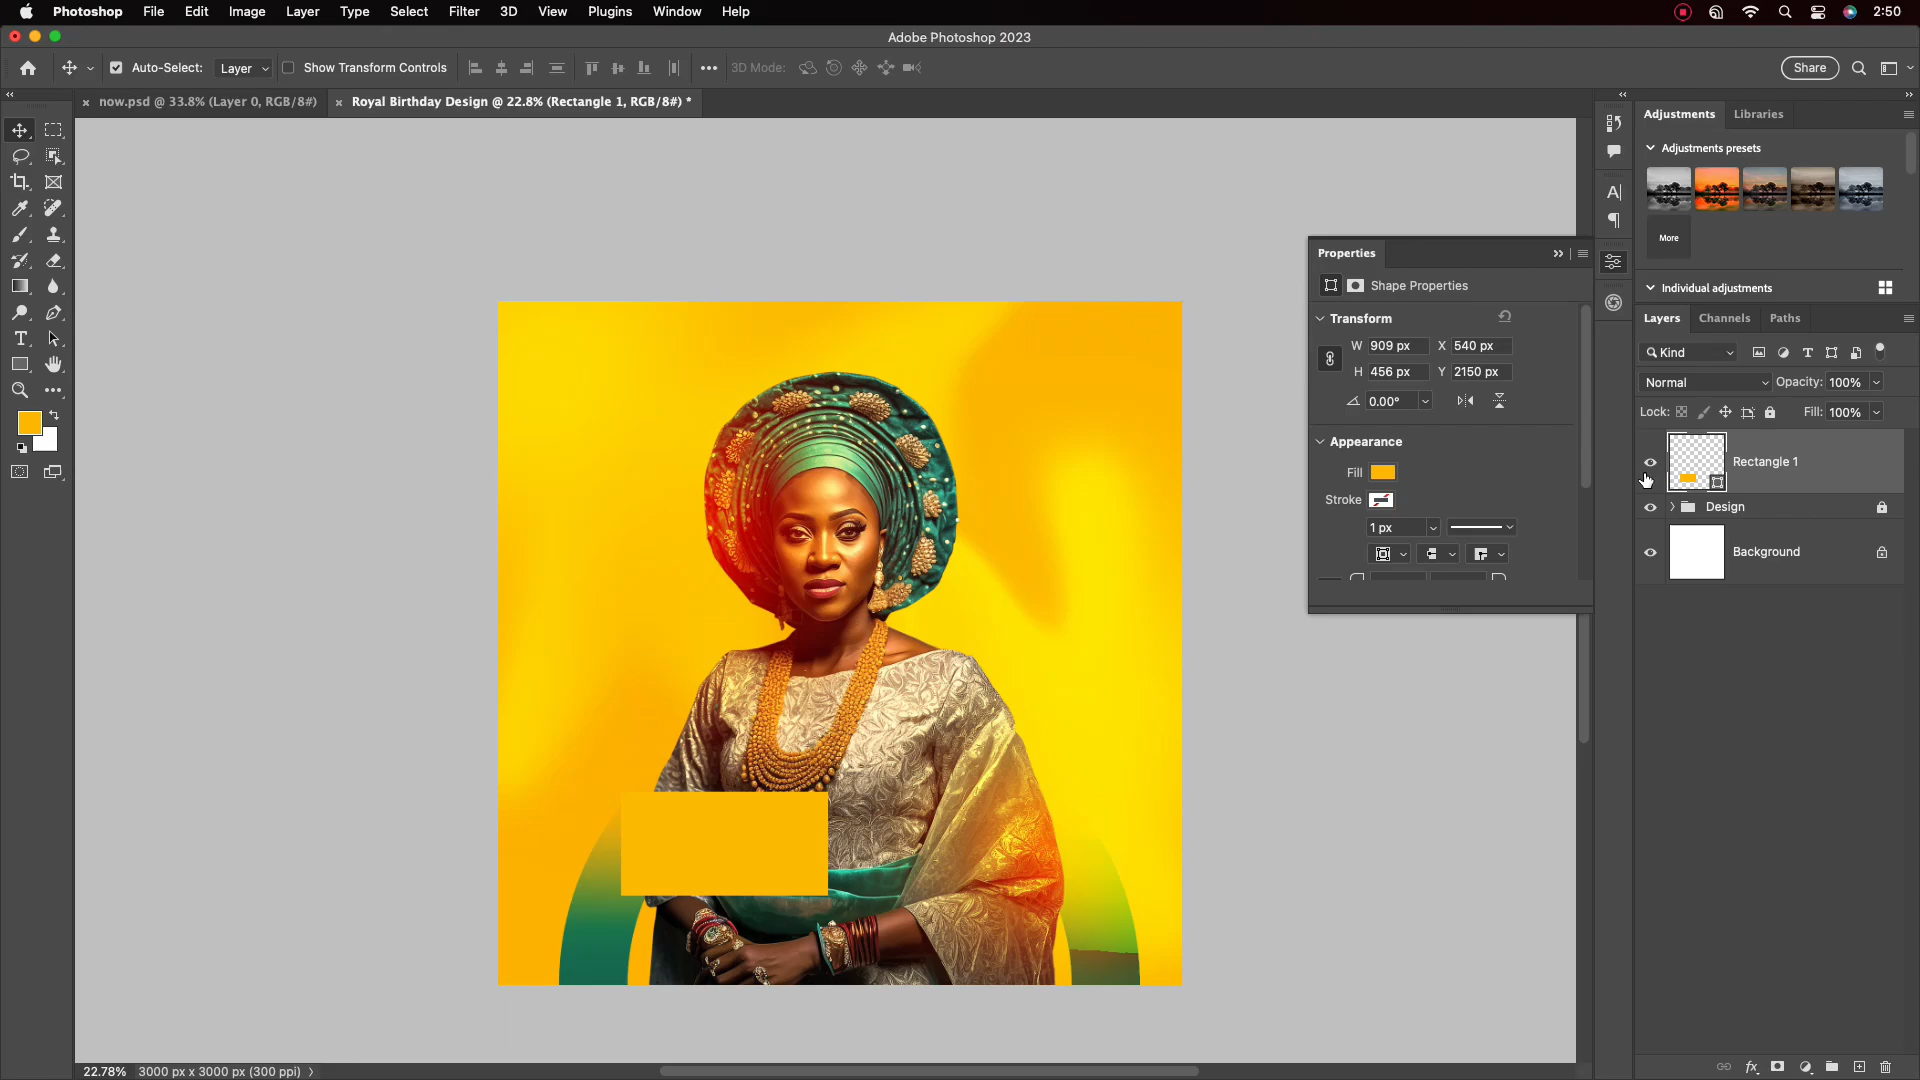 Photoshop File Edit Image Layer Type Select Filter 3D View Plugins Window Help 2:50
Adobe Photoshop 2023
Auto-Select: Layer Show Transform Controls 3D Mode: Share
now.psd @ 33.8% (Layer 0, RGB/8#) Royal Birthday Design @ 22.8% (Rectangle 1, RGB/8#) *
Adjustments Libraries
Adjustments presets
More
Individual adjustments
Properties
Shape Properties
Transform
W 909 px X 540 px
H 456 px Y 2150 px
0.00°
Appearance
Fill
Stroke
1 px
Layers Channels Paths
Kind
Normal Opacity: 100%
Lock: Fill: 100%
Rectangle 1
Design
Background
22.78% 3000 px x 3000 px (300 ppi)